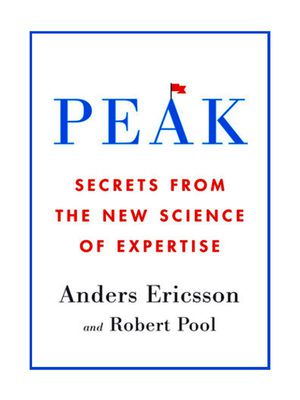 PEAK
SECRETS FROM
THE NEW SCIENCE
OF EXPERTISE
Anders Ericsson
and Robert Pool